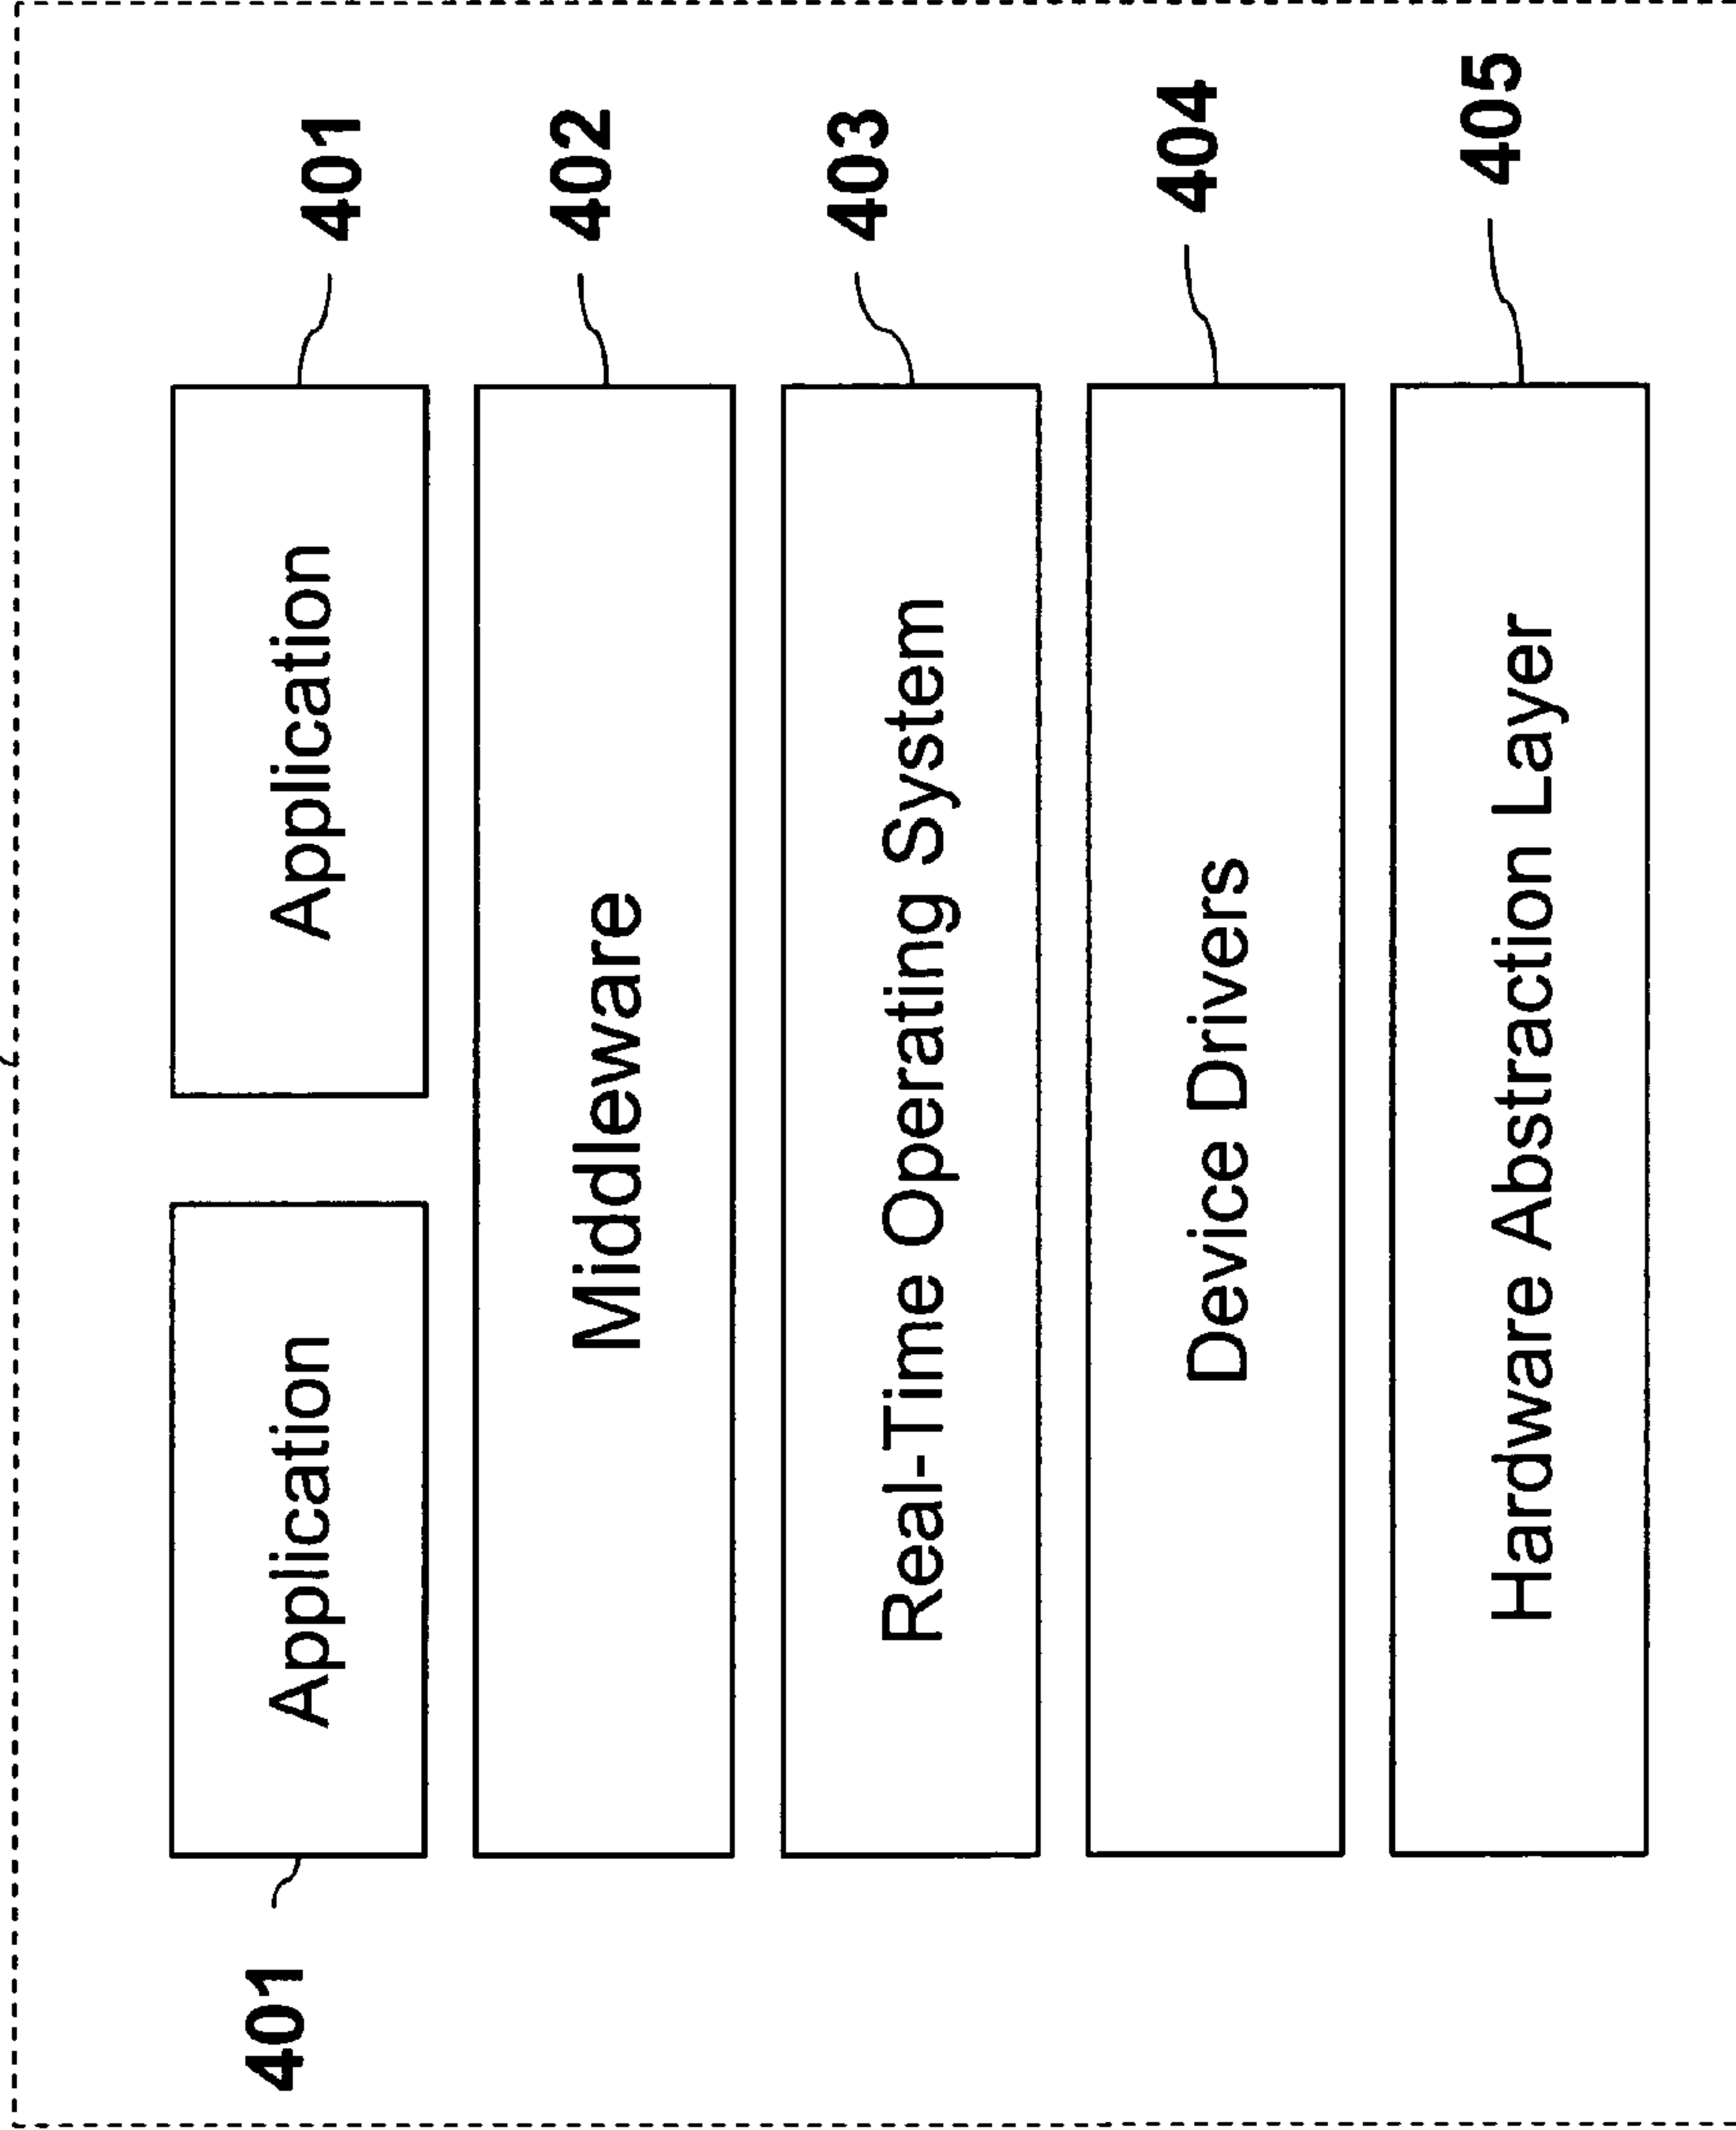 401
Application
Application
401
Middleware
402
Real-Time Operating System
403
Device Drivers
404
Hardware Abstraction Layer
405